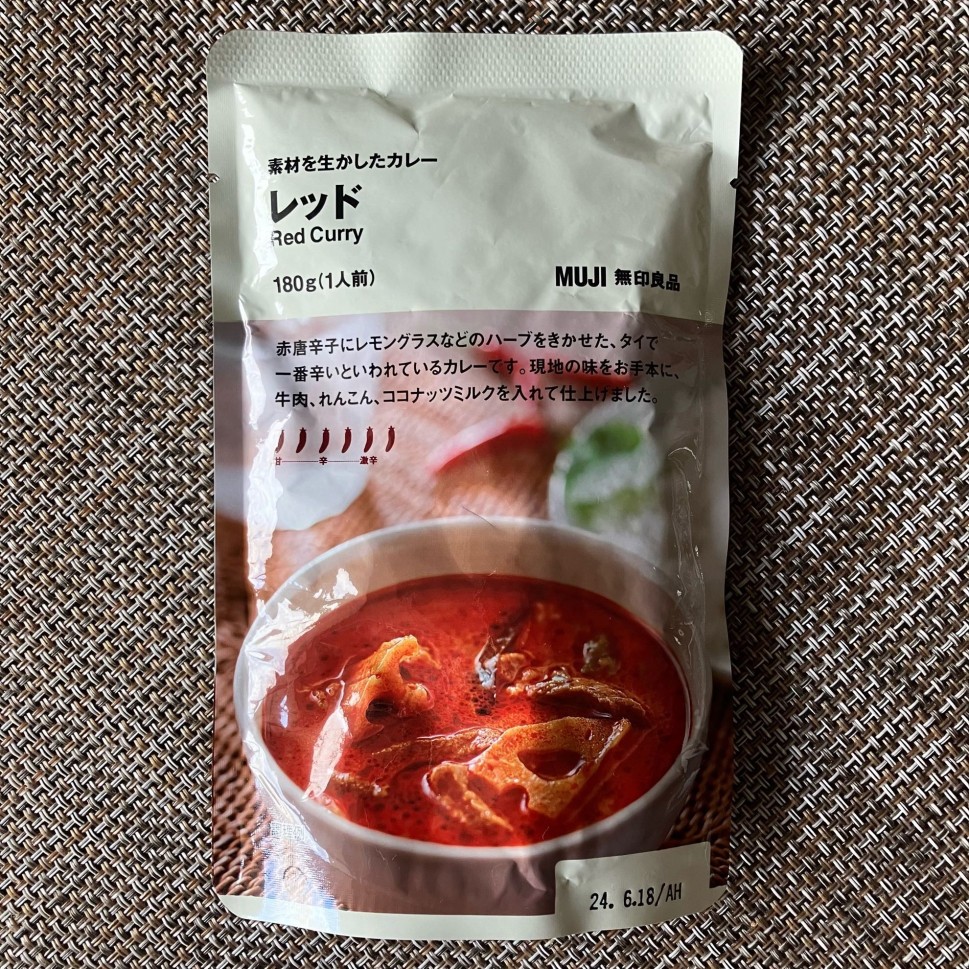 素材を生かしたカレー
レッド
Red Curry
180g(1人前)
MUJI 無印良品
赤唐辛子にレモングラスなどのハーブをきかせた、タイで
一番辛いといわれているカレーです。現地の味をお手本に、
牛肉、れんこん、ココナッツミルクを入れて仕上げました。
甘 辛 激辛
調理例
24. 6.18/AH